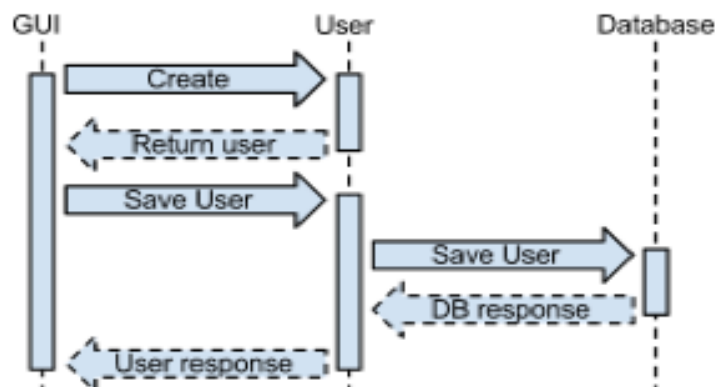 GUI User Database
Create
Return user
Save User
Save User
DB response
User response